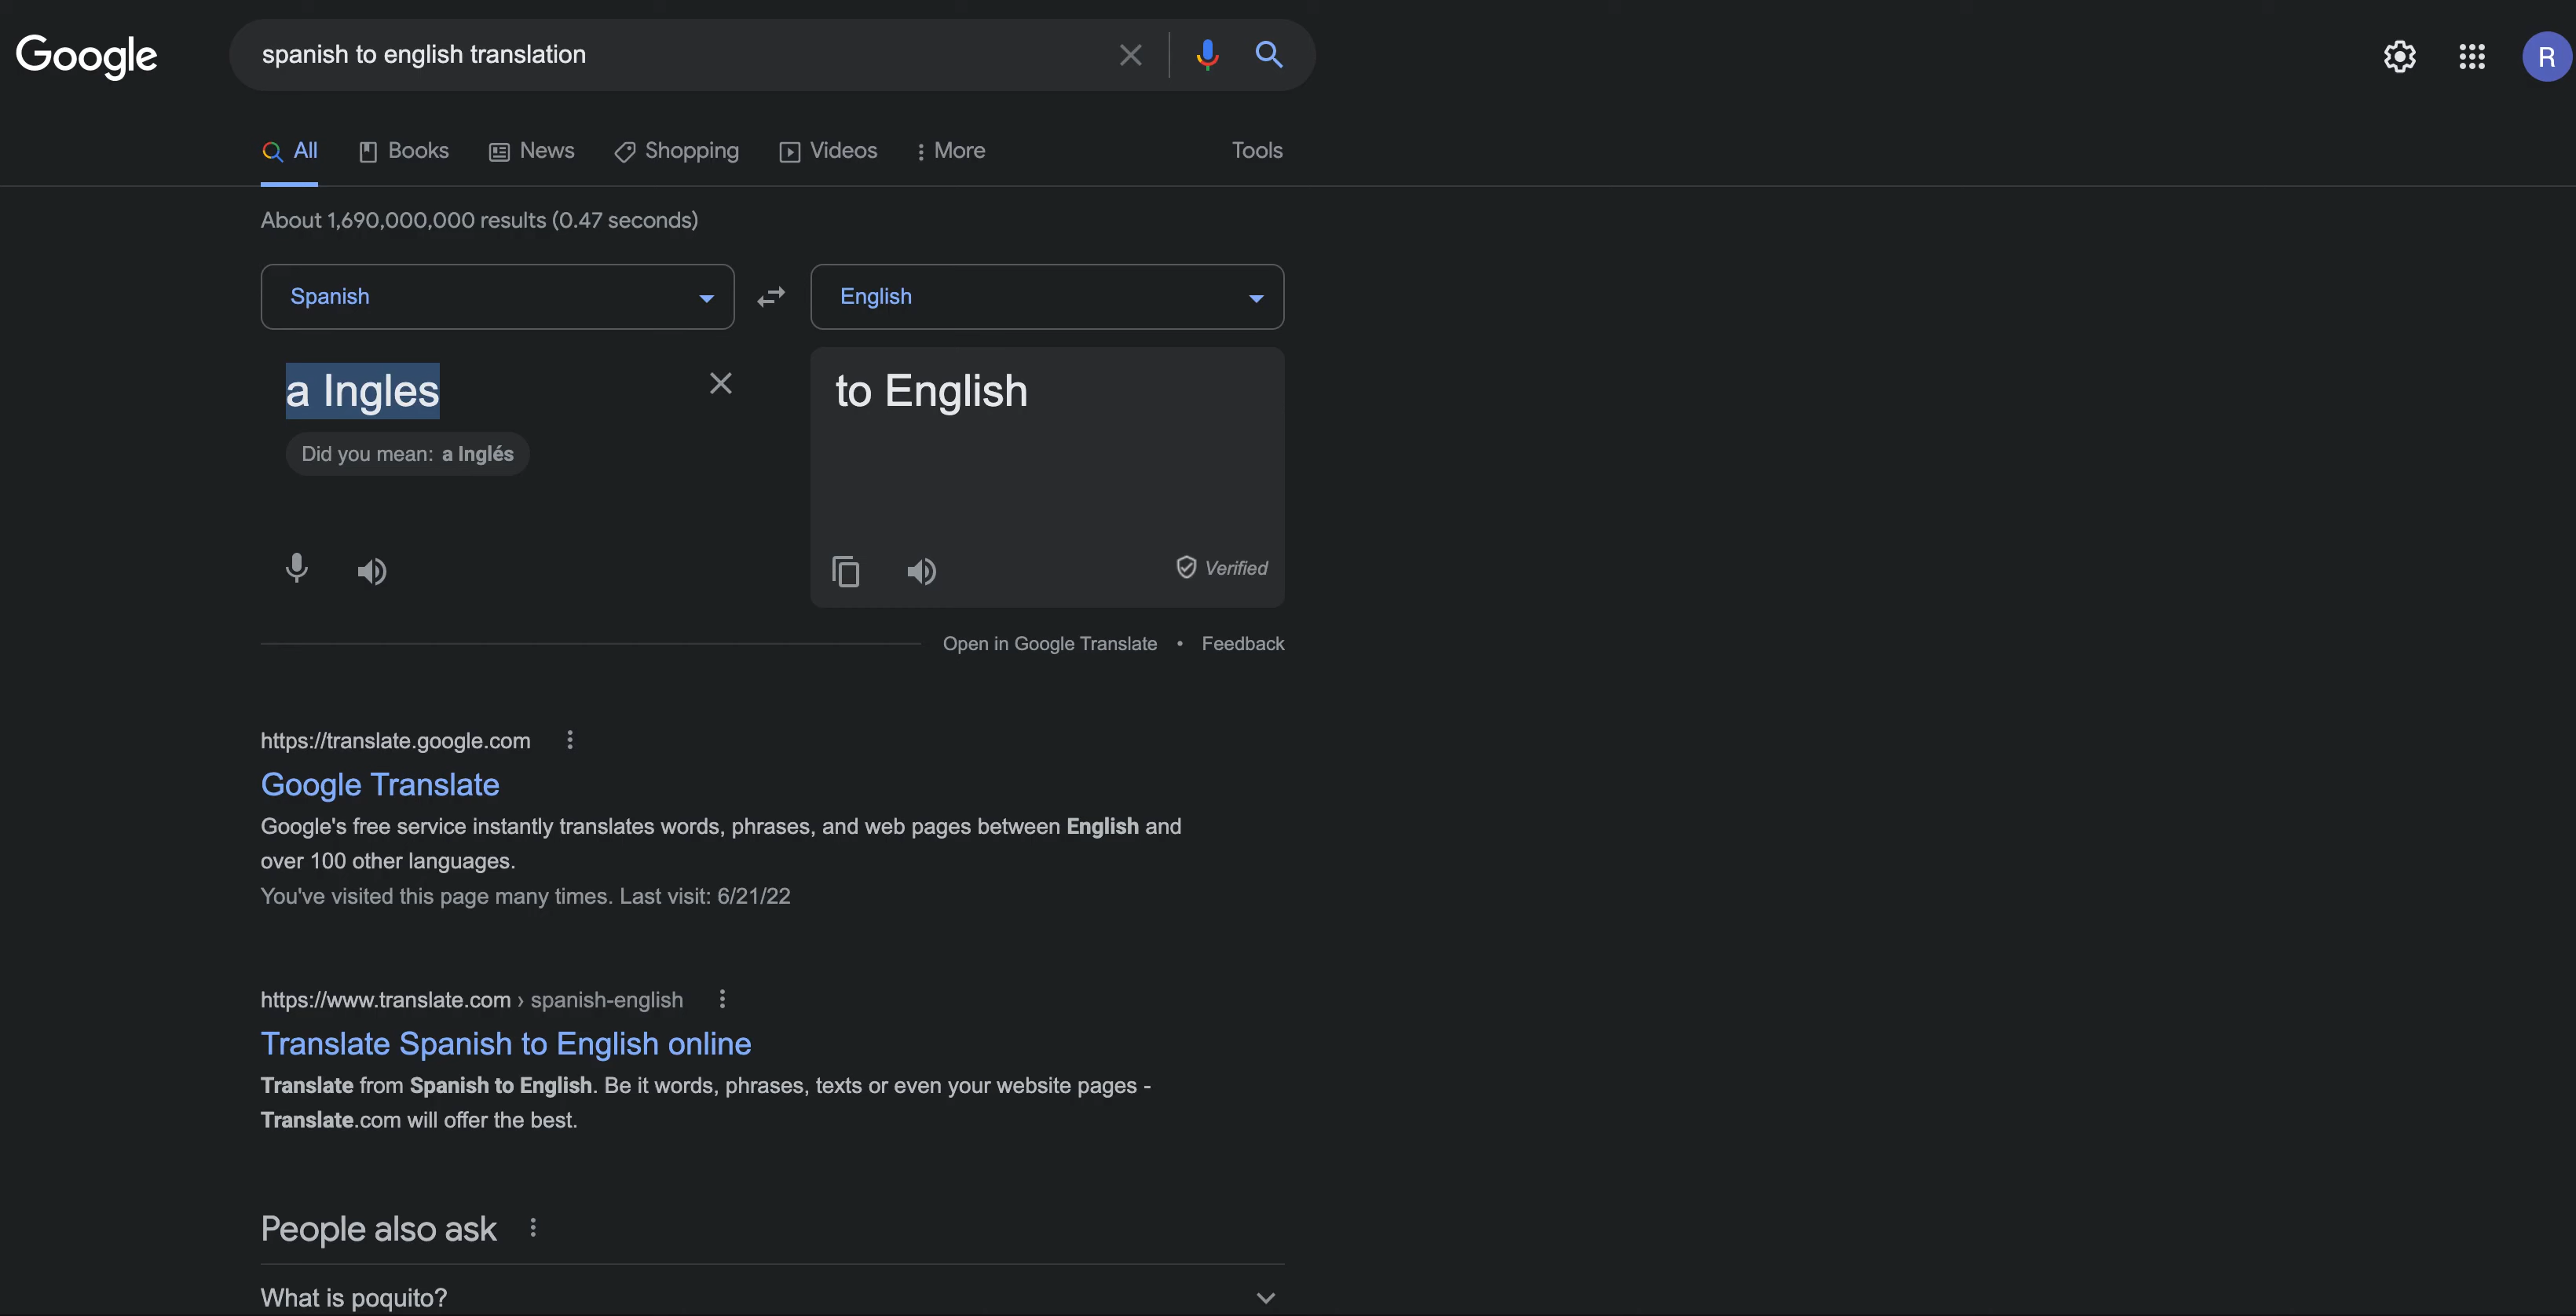 Google
spanish to english translation
R
All Books News Shopping Videos More Tools
About 1,690,000,000 results (0.47 seconds)
Spanish English
a Ingles
to English
Did you mean: a Inglés
Verified
Open in Google Translate • Feedback
https://translate.google.com
Google Translate
Google's free service instantly translates words, phrases, and web pages between English and
over 100 other languages.
You've visited this page many times. Last visit: 6/21/22
https://www.translate.com › spanish-english
Translate Spanish to English online
Translate from Spanish to English. Be it words, phrases, texts or even your website pages -
Translate.com will offer the best.
People also ask
What is poquito?